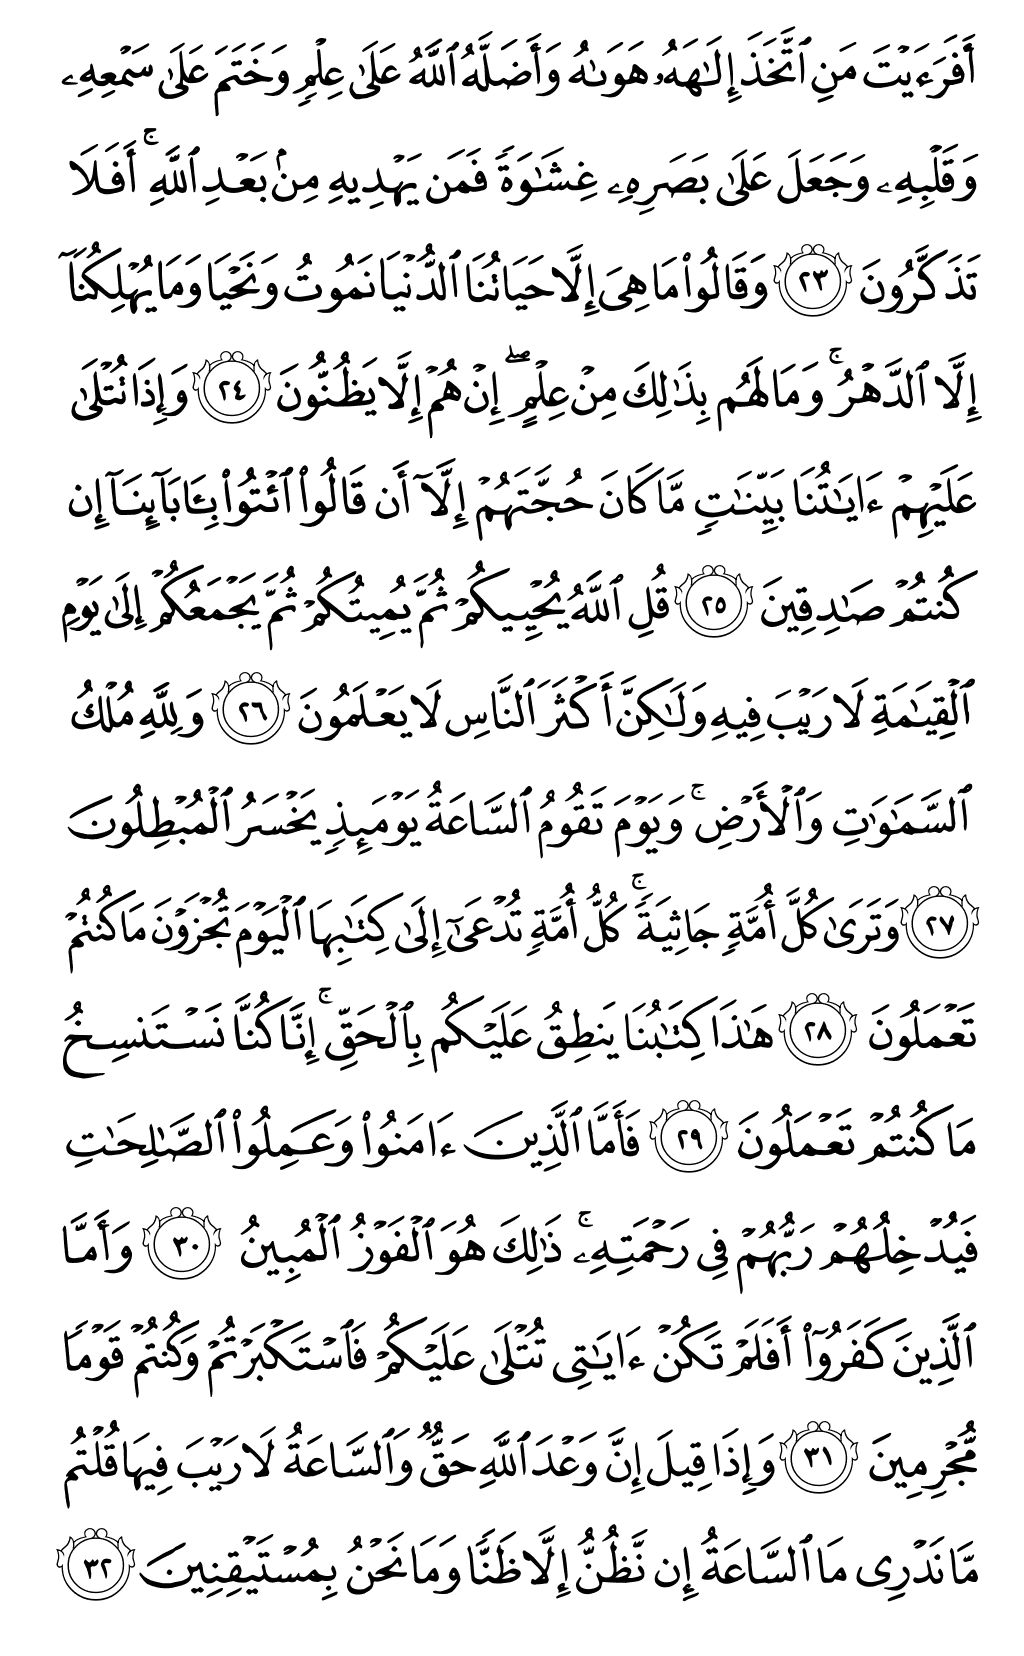 أَفَرَءَيْتَ مَنِ ٱتَّخَذَ إِلَـٰهَهُۥ هَوَىٰهُ وَأَضَلَّهُ ٱللَّهُ عَلَىٰ عِلْمٍ وَخَتَمَ عَلَىٰ سَمْعِهِۦ
وَقَلْبِهِۦ وَجَعَلَ عَلَىٰ بَصَرِهِۦ غِشَـٰوَةً فَمَن يَهْدِيهِ مِنۢ بَعْدِ ٱللَّهِ ۚ أَفَلَا
تَذَكَّرُونَ ٢٣ وَقَالُوا۟ مَا هِىَ إِلَّا حَيَاتُنَا ٱلدُّنْيَا نَمُوتُ وَنَحْيَا وَمَا يُهْلِكُنَآ
إِلَّا ٱلدَّهْرُ ۚ وَمَا لَهُم بِذَٰلِكَ مِنْ عِلْمٍ ۖ إِنْ هُمْ إِلَّا يَظُنُّونَ ٢٤ وَإِذَا تُتْلَىٰ
عَلَيْهِمْ ءَايَـٰتُنَا بَيِّنَـٰتٍ مَّا كَانَ حُجَّتَهُمْ إِلَّآ أَن قَالُوا۟ ٱئْتُوا۟ بِـَٔابَآئِنَآ إِن
كُنتُمْ صَـٰدِقِينَ ٢٥ قُلِ ٱللَّهُ يُحْيِيكُمْ ثُمَّ يُمِيتُكُمْ ثُمَّ يَجْمَعُكُمْ إِلَىٰ يَوْمِ
ٱلْقِيَـٰمَةِ لَا رَيْبَ فِيهِ وَلَـٰكِنَّ أَكْثَرَ ٱلنَّاسِ لَا يَعْلَمُونَ ٢٦ وَلِلَّهِ مُلْكُ
ٱلسَّمَـٰوَٰتِ وَٱلْأَرْضِ ۚ وَيَوْمَ تَقُومُ ٱلسَّاعَةُ يَوْمَئِذٍ يَخْسَرُ ٱلْمُبْطِلُونَ
٢٧ وَتَرَىٰ كُلَّ أُمَّةٍ جَاثِيَةً ۚ كُلُّ أُمَّةٍ تُدْعَىٰٓ إِلَىٰ كِتَـٰبِهَا ٱلْيَوْمَ تُجْزَوْنَ مَا كُنتُمْ
تَعْمَلُونَ ٢٨ هَـٰذَا كِتَـٰبُنَا يَنطِقُ عَلَيْكُم بِٱلْحَقِّ ۚ إِنَّا كُنَّا نَسْتَنسِخُ
مَا كُنتُمْ تَعْمَلُونَ ٢٩ فَأَمَّا ٱلَّذِينَ ءَامَنُوا۟ وَعَمِلُوا۟ ٱلصَّـٰلِحَـٰتِ
فَيُدْخِلُهُمْ رَبُّهُمْ فِى رَحْمَتِهِۦ ۚ ذَٰلِكَ هُوَ ٱلْفَوْزُ ٱلْمُبِينُ ٣٠ وَأَمَّا
ٱلَّذِينَ كَفَرُوٓا۟ أَفَلَمْ تَكُنْ ءَايَـٰتِى تُتْلَىٰ عَلَيْكُمْ فَٱسْتَكْبَرْتُمْ وَكُنتُمْ قَوْمًا
مُّجْرِمِينَ ٣١ وَإِذَا قِيلَ إِنَّ وَعْدَ ٱللَّهِ حَقٌّ وَٱلسَّاعَةُ لَا رَيْبَ فِيهَا قُلْتُم
مَّا نَدْرِى مَا ٱلسَّاعَةُ إِن نَّظُنُّ إِلَّا ظَنًّا وَمَا نَحْنُ بِمُسْتَيْقِنِينَ ٣٢